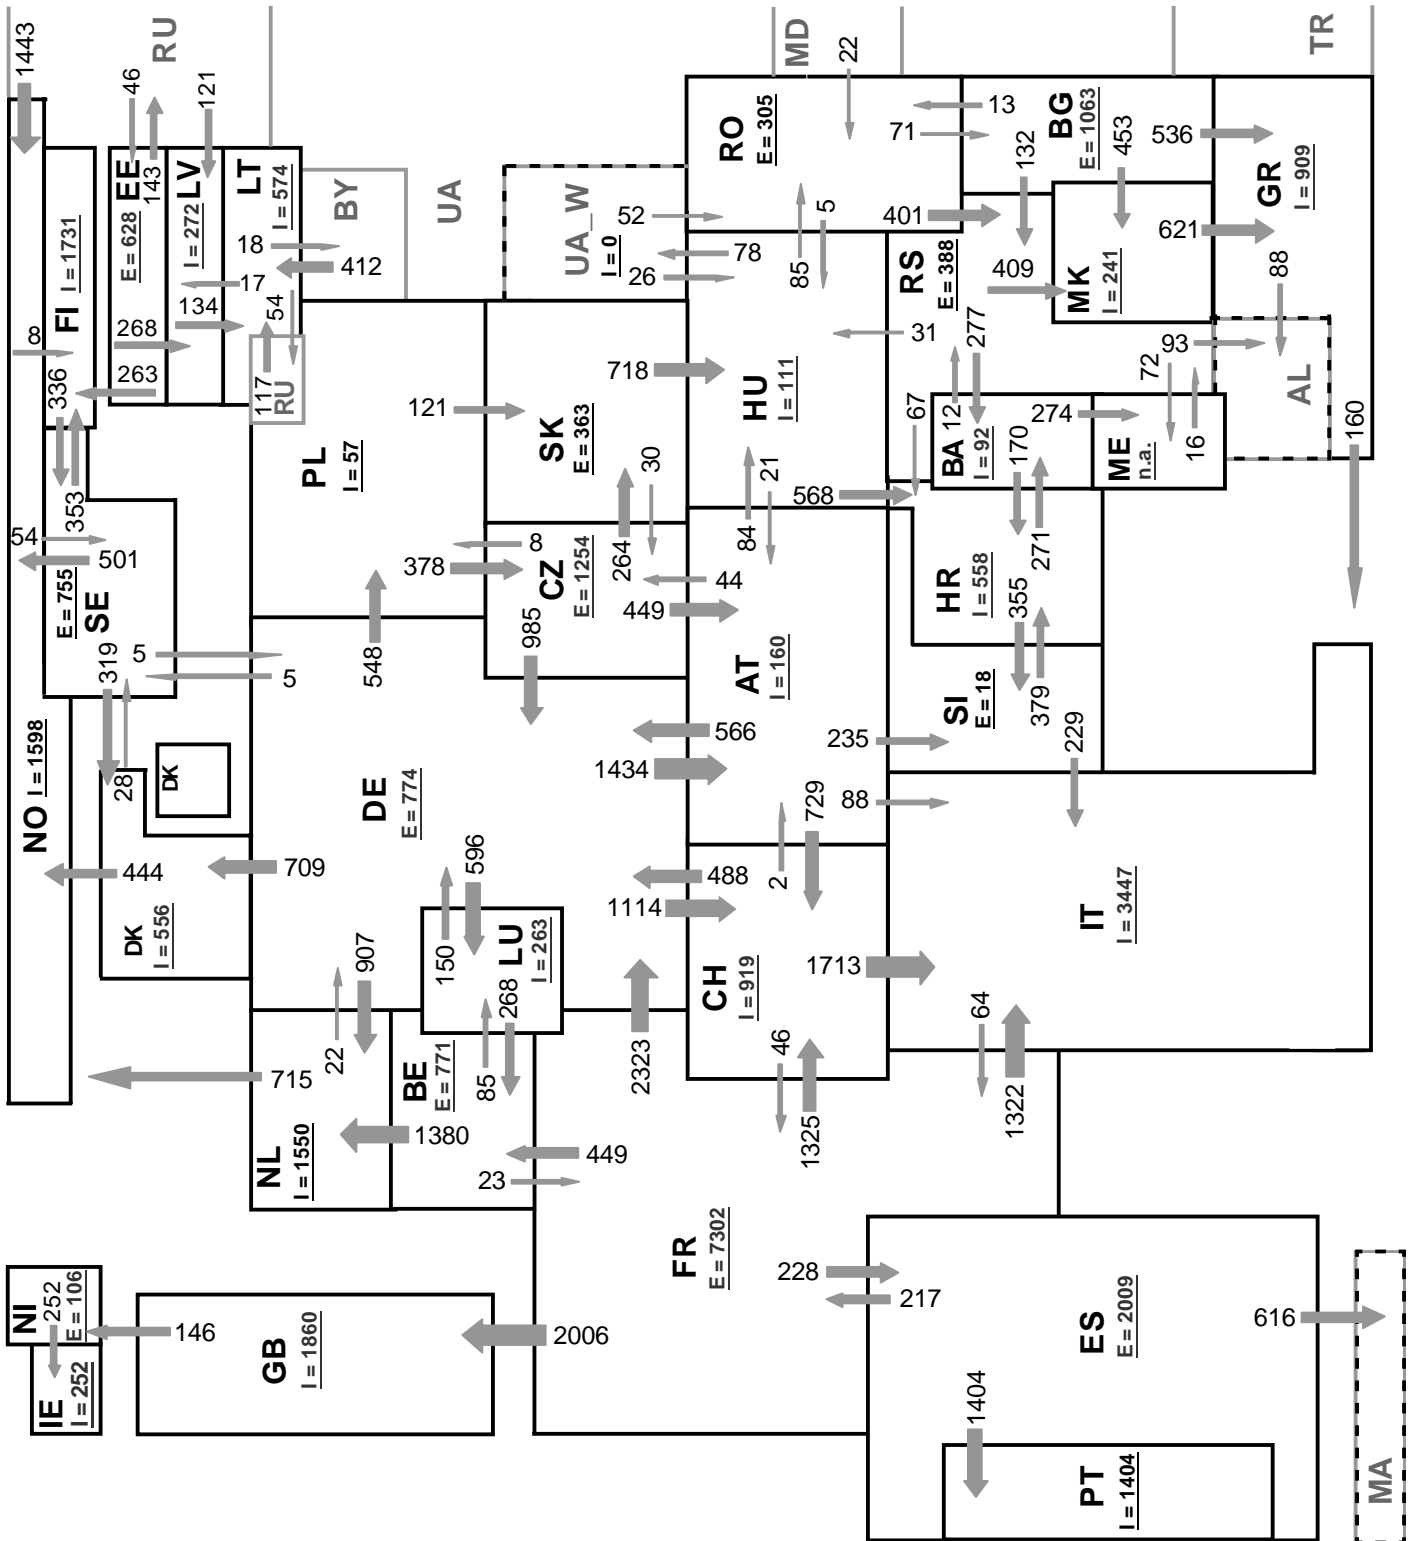 1443
RU
46
121
143
EE
E = 628
LV
I = 272
LT
I = 574
BY
UA
UA_W
I = 0
MD
22
TR
RO
E = 305
13
71
132
BG
E = 1063
453
536
GR
I = 909
FI
I = 1731
18
412
17
54
134
268
263
117
RU
8
336
353
52
78
26
85
5
401
RS
E = 388
409
MK
I = 241
621
88
31
277
93
72
AL
160
718
HU
I = 111
67
BA
I = 92
12
170
274
ME
n.a.
16
PL
I = 57
121
SK
E = 363
30
21
568
54
501
SE
E = 755
378
8
CZ
E = 1254
264
84
44
449
HR
I = 558
271
355
319
5
5
548
985
AT
I = 160
SI
E = 18
379
229
NO
I = 1598
28
DK
566
1434
235
88
729
DE
E = 774
444
709
DK
I = 556
596
150
LU
I = 263
488
1114
2
CH
I = 919
1713
IT
I = 3447
907
22
268
85
2323
46
1325
64
1322
715
BE
E = 771
NL
I = 1550
1380
449
23
FR
E = 7302
228
217
ES
E = 2009
616
NI
E = 106
252
146
IE
I = 252
GB
I = 1860
2006
1404
PT
I = 1404
MA